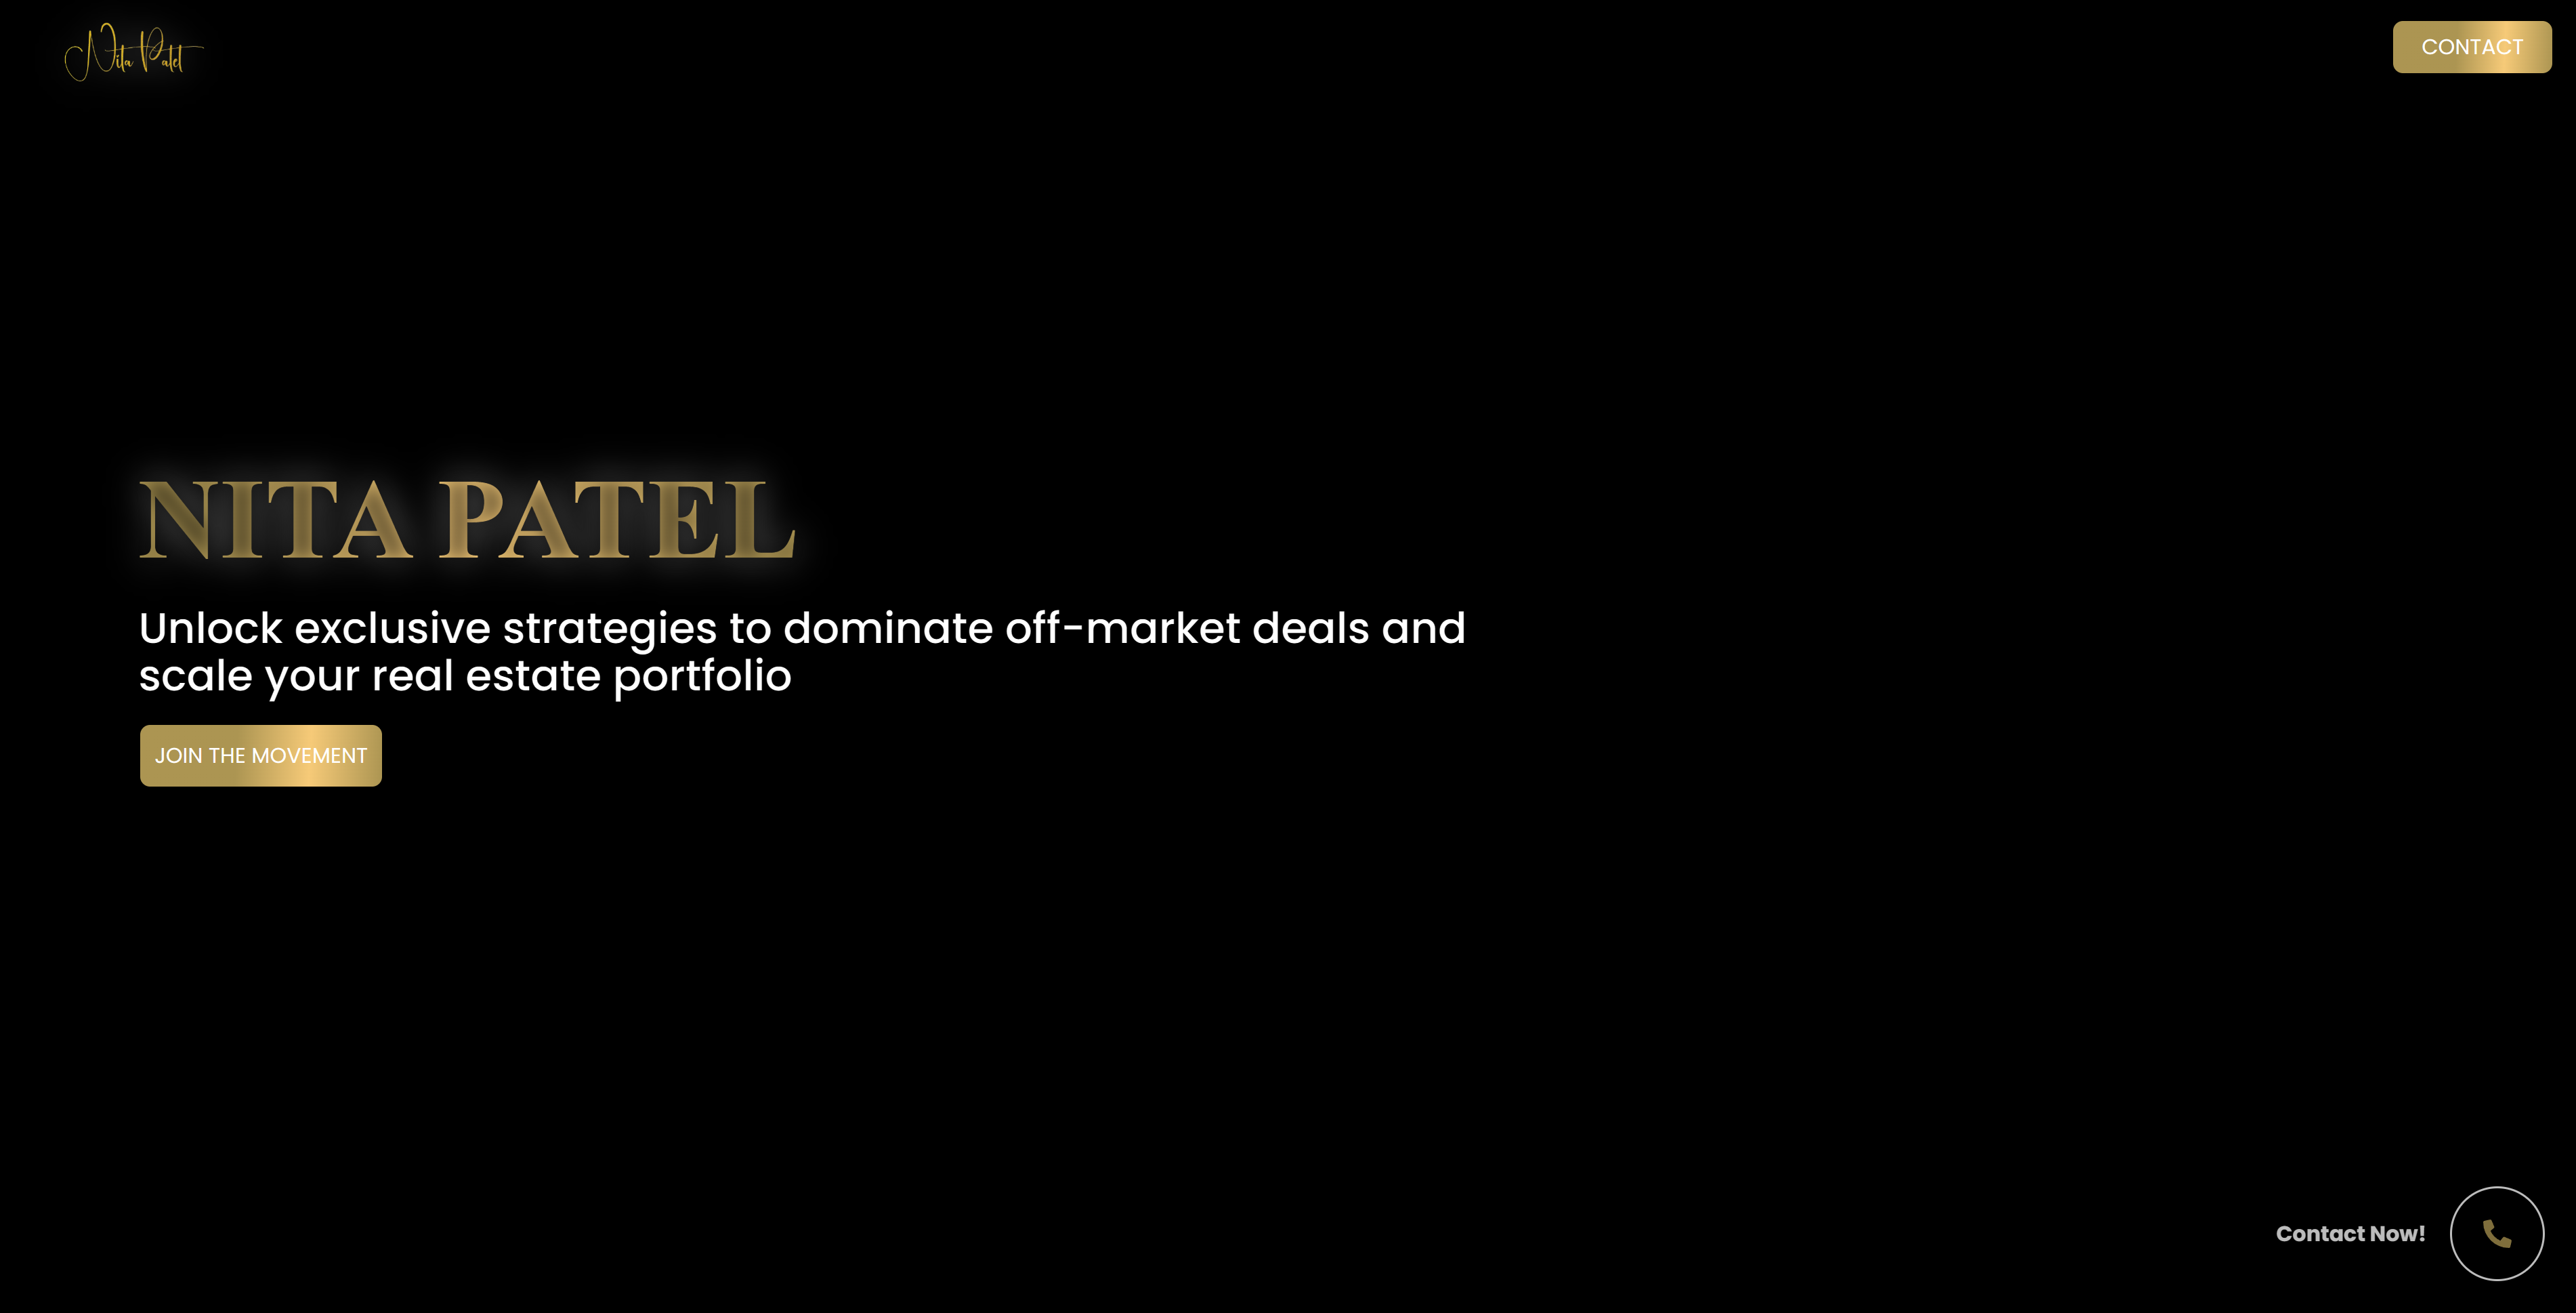 Nita Patel
CONTACT
NITA PATEL
Unlock exclusive strategies to dominate off-market deals and
scale your real estate portfolio
JOIN THE MOVEMENT
Contact Now!